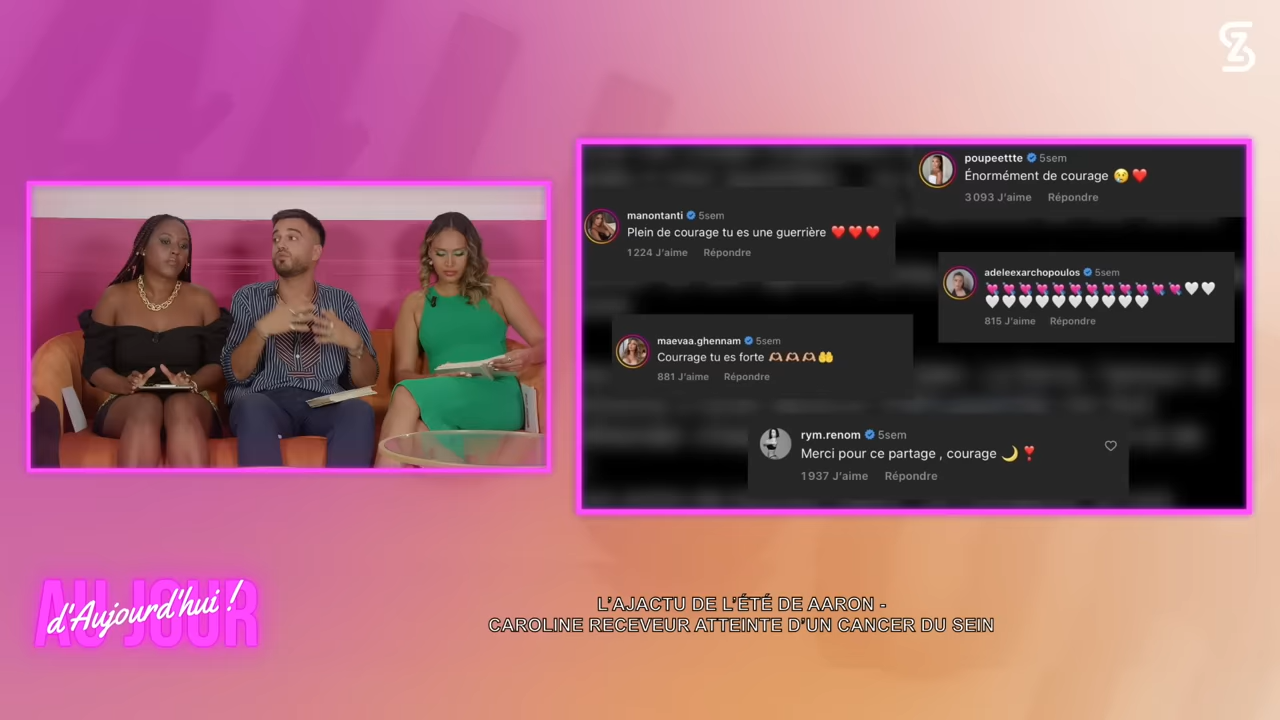 poupeettte 5sem
Énormément de courage 😢❤️
3 093 J'aime Répondre
manontanti 5sem
Plein de courage tu es une guerrière ❤️❤️❤️
1 224 J'aime Répondre
adeleexarchopoulos 5sem
💘💘💘💘💘💘💘💘💘💘💘💘💘🤍🤍
🤍🤍🤍🤍🤍🤍🤍🤍🤍🤍
815 J'aime Répondre
maevaa.ghennam 5sem
Courrage tu es forte 🫶🏽🫶🏽🫶🏽🤲
881 J'aime Répondre
rym.renom 5sem
Merci pour ce partage , courage 🌙❣️
1 937 J'aime Répondre
AU JOUR
d'Aujourd'hui !
L'AJACTU DE L'ÉTÉ DE AARON -
CAROLINE RECEVEUR ATTEINTE D'UN CANCER DU SEIN